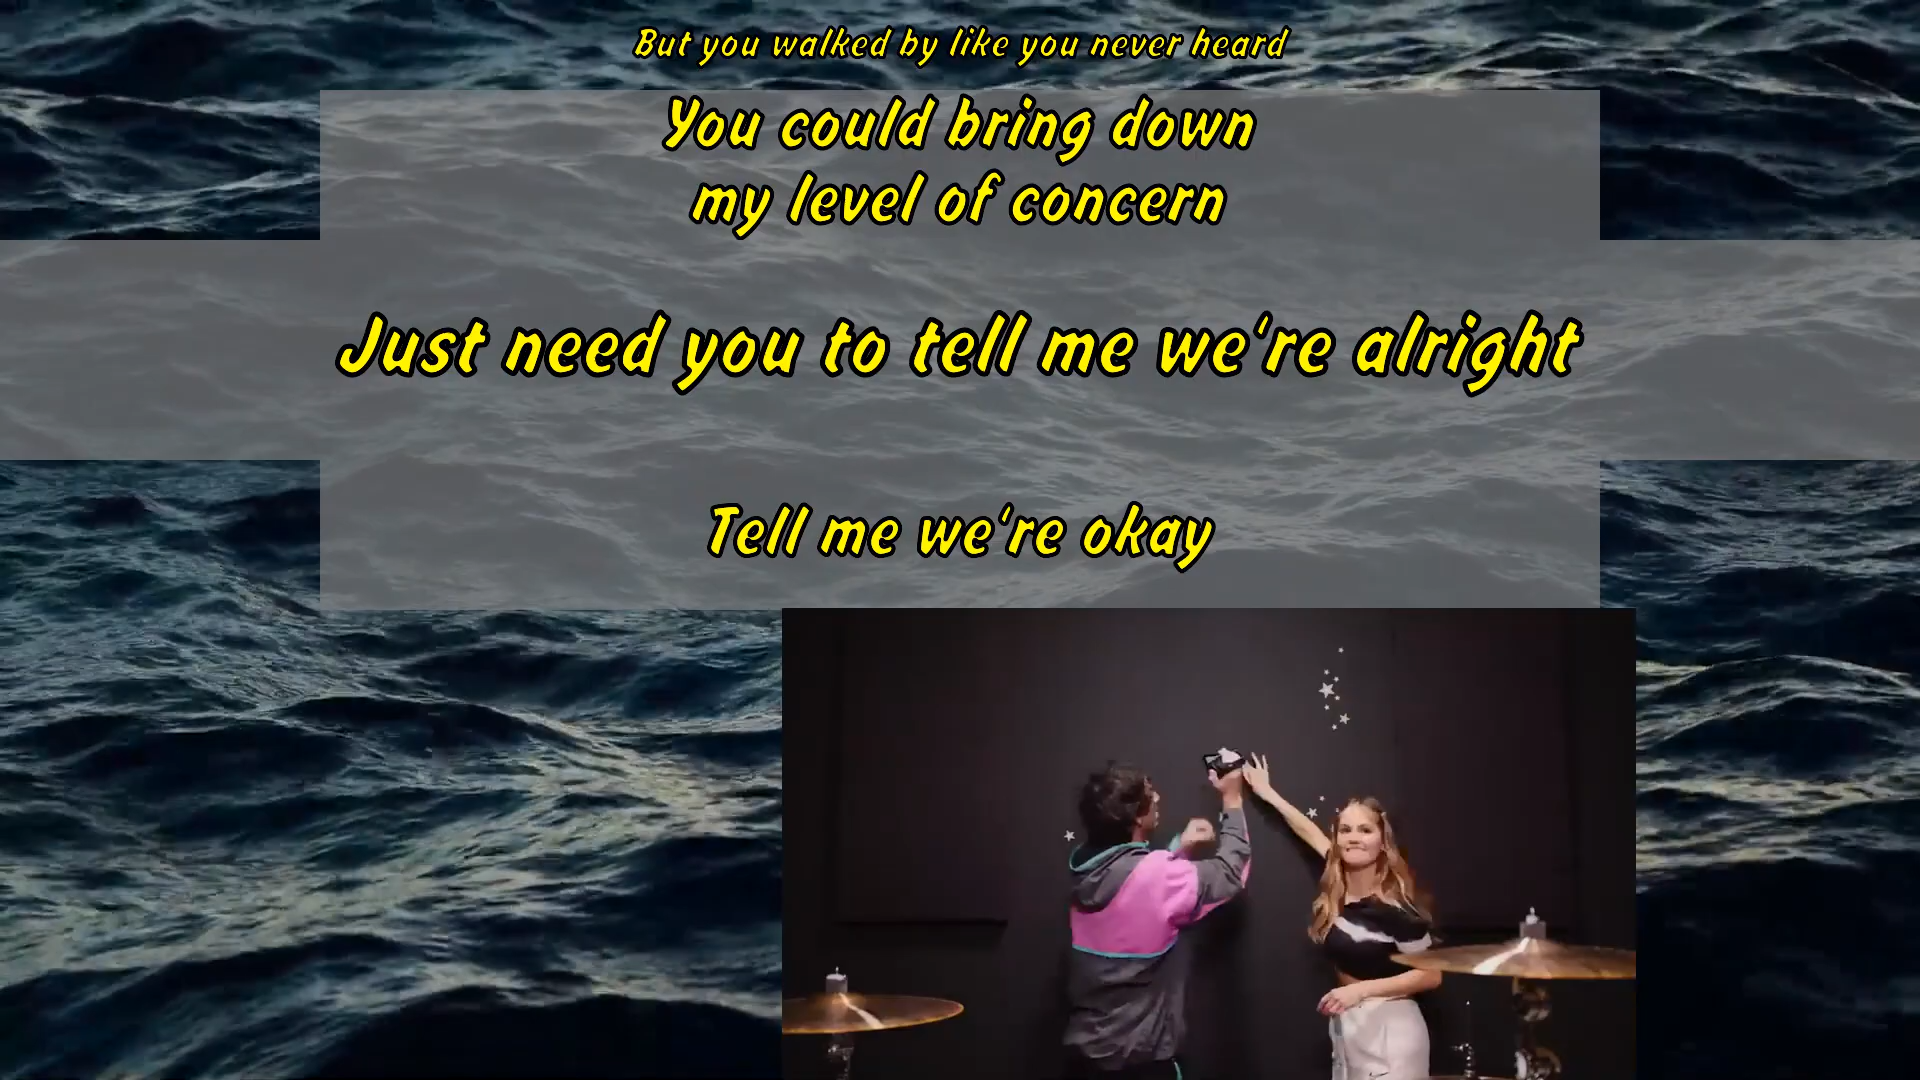 But you walked by like you never heard
You could bring down
my level of concern
Just need you to tell me we're alright
Tell me we're okay